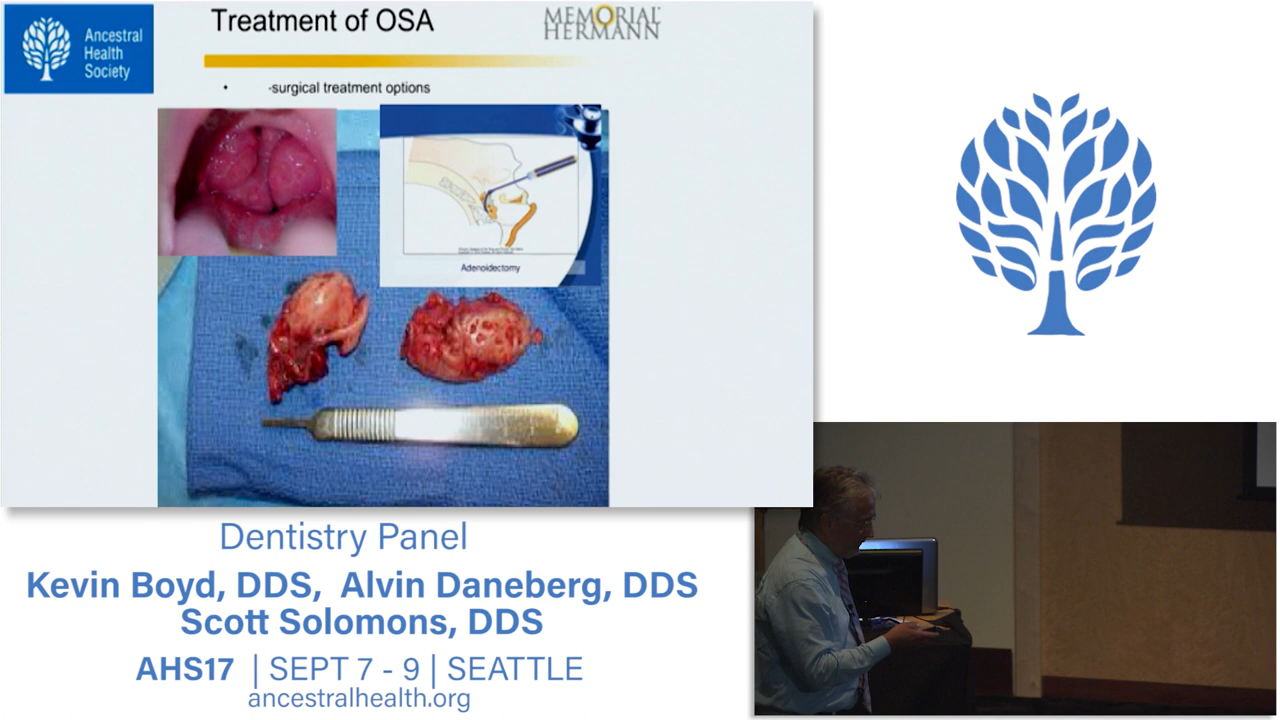 Ancestral
Health
Society
Treatment of OSA
MEMORIAL
HERMANN
• -surgical treatment options
Adenoidectomy
Dentistry Panel
Kevin Boyd, DDS, Alvin Daneberg, DDS
Scott Solomons, DDS
AHS17 | SEPT 7 - 9 | SEATTLE
ancestralhealth.org